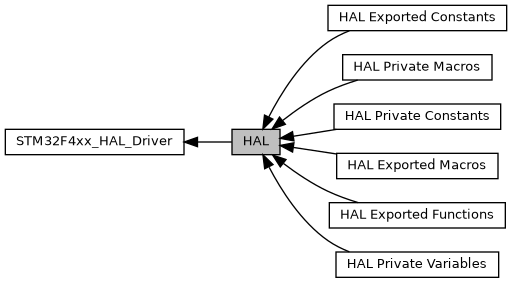 HAL Exported Constants
HAL Private Macros
HAL Private Constants
STM32F4xx_HAL_Driver
HAL
HAL Exported Macros
HAL Exported Functions
HAL Private Variables